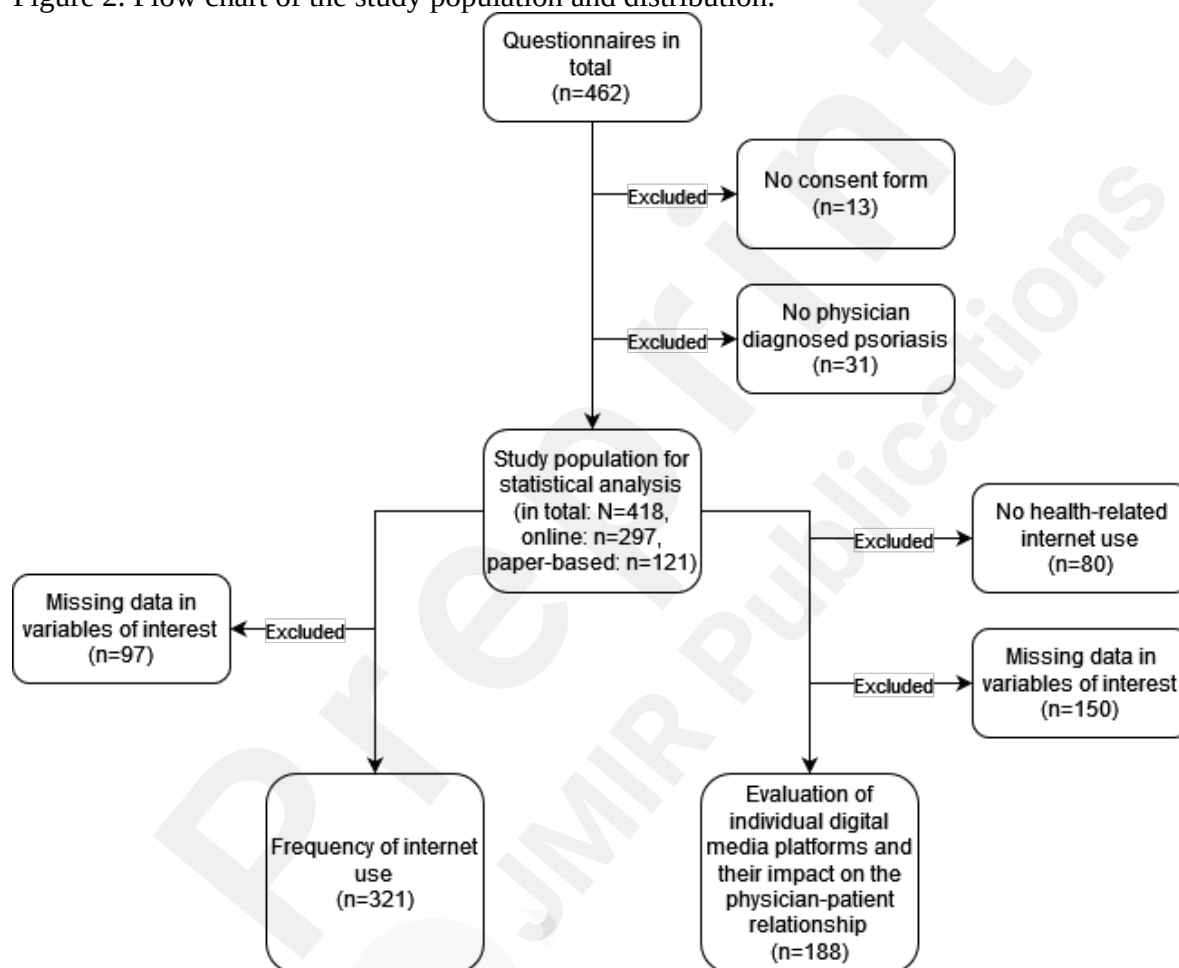 Figure 2. Flow chart of the study population and distribution.
Questionnaires in
total
(n=462)
Excluded
No consent form
(n=13)
Excluded
No physician
diagnosed psoriasis
(n=31)
Study population for
statistical analysis
(in total: N=418,
online: n=297,
paper-based: n=121)
Excluded
No health-related
internet use
(n=80)
Missing data in
variables of interest
(n=97)
Excluded
Excluded
Missing data in
variables of interest
(n=150)
Frequency of internet
use
(n=321)
Evaluation of
individual digital
media platforms and
their impact on the
physician-patient
relationship
(n=188)
Preprint
JMIR Publications